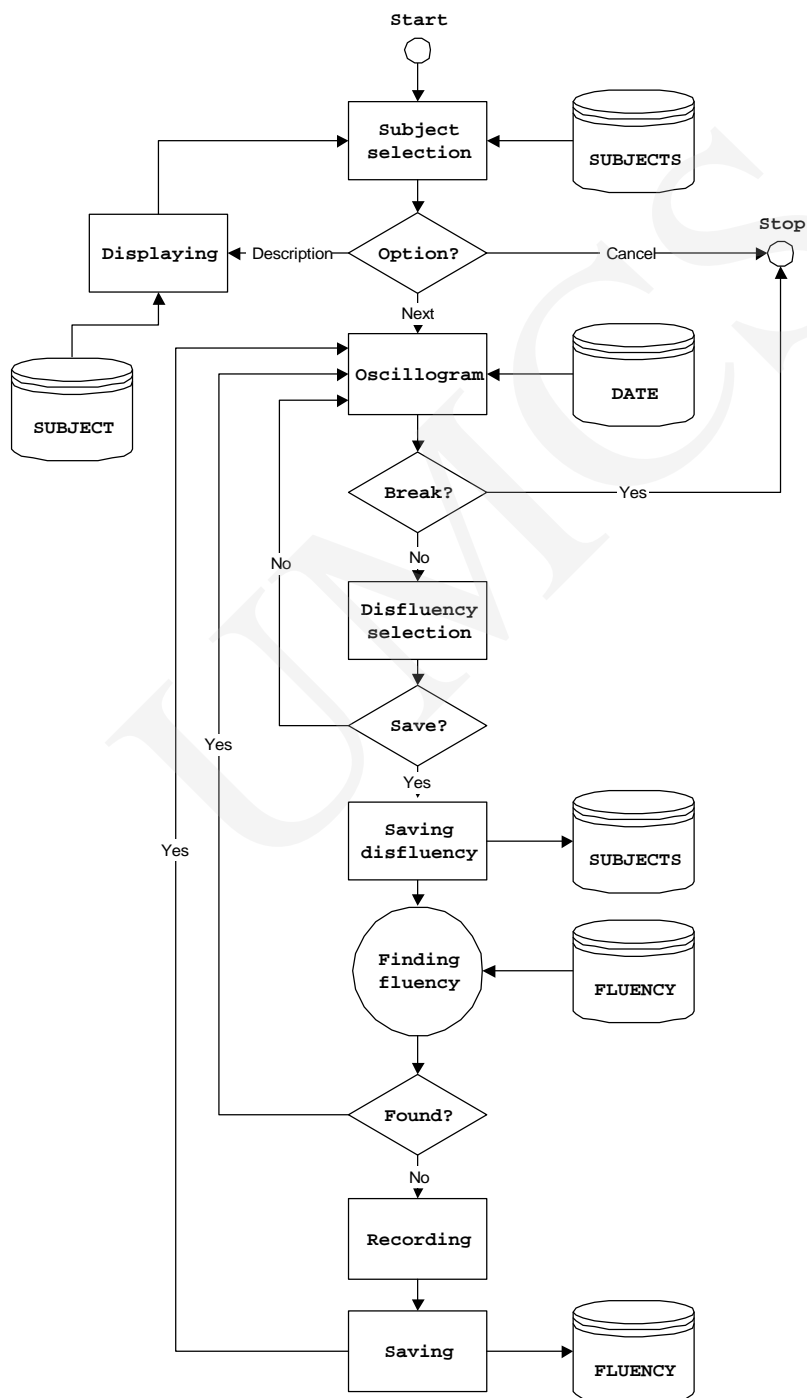 Start
Subject
selection
SUBJECTS
Stop
Displaying
Description
Option?
Cancel
Next
SUBJECT
Oscillogram
DATE
Break?
Yes
No
No
Disfluency
selection
Save?
Yes
Yes
Yes
Saving
disfluency
SUBJECTS
Finding
fluency
FLUENCY
Found?
No
Recording
Saving
FLUENCY
UMCS